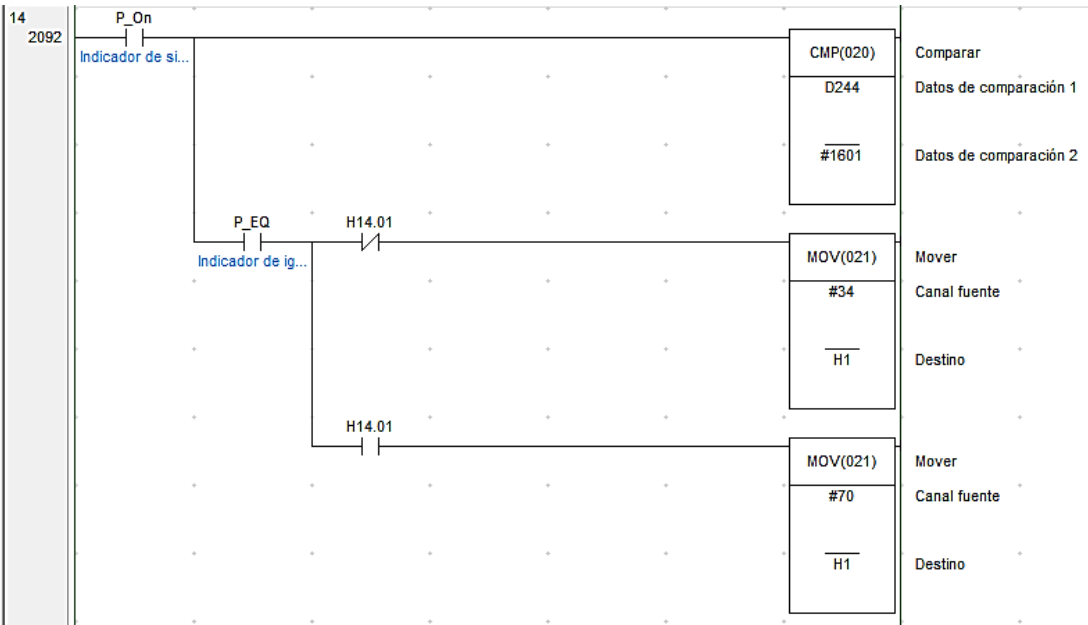 14
P_On
2092
Indicador de si...
CMP(020)
Comparar
D244
Datos de comparación 1
#1601
Datos de comparación 2
P_EQ
H14.01
Indicador de ig...
MOV(021)
Mover
#34
Canal fuente
H1
Destino
H14.01
MOV(021)
Mover
#70
Canal fuente
H1
Destino